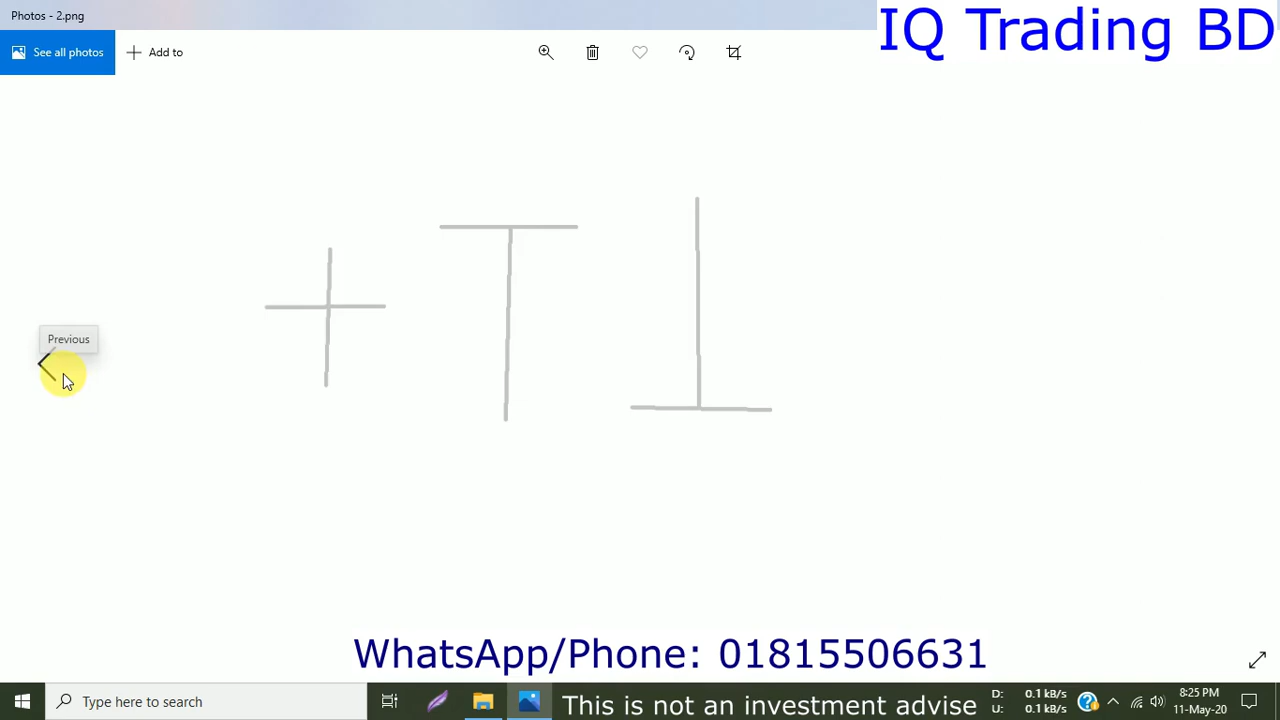 Photos - 2.png
IQ Trading BD
See all photos
Add to
Previous
WhatsApp/Phone: 01815506631
Type here to search
This is not an investment advise
D: 0.1 kB/s
U: 0.1 kB/s
8:25 PM
11-May-20